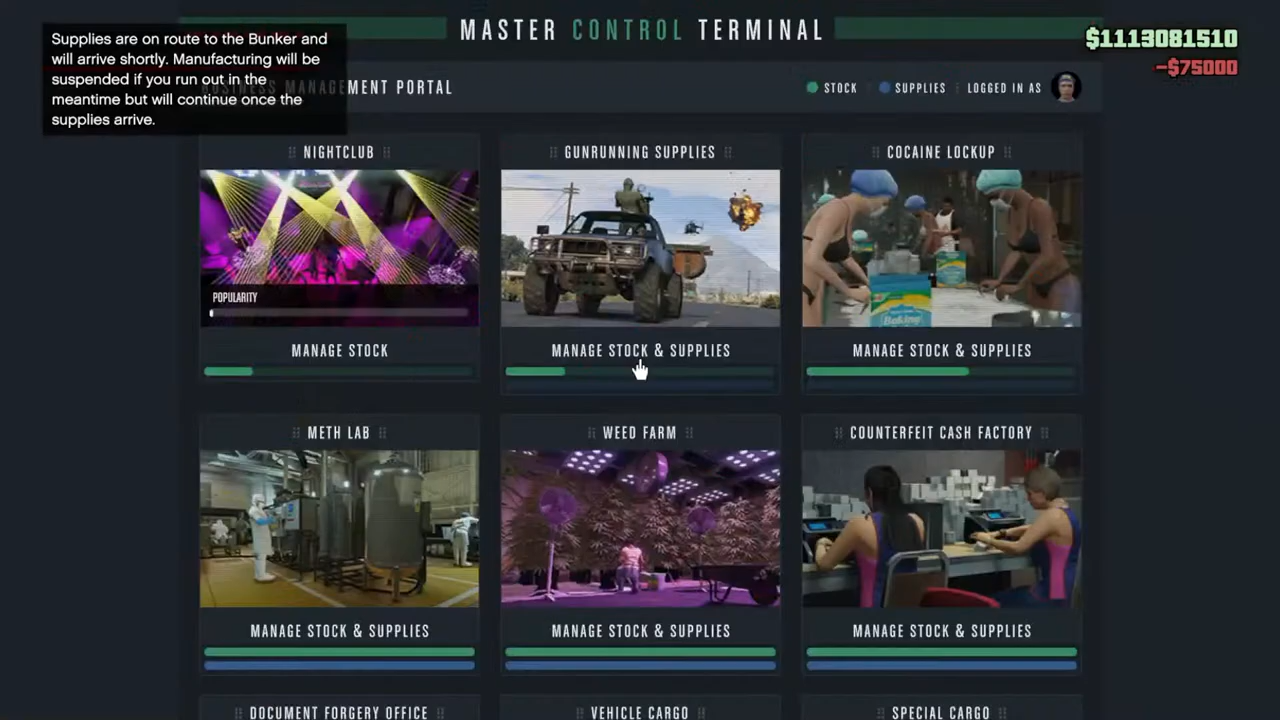 MASTER CONTROL TERMINAL
$1113081510
-$75000
Supplies are on route to the Bunker and
will arrive shortly. Manufacturing will be
suspended if you run out in the
meantime but will continue once the
supplies arrive.
BUSINESS MANAGEMENT PORTAL
STOCK
SUPPLIES
LOGGED IN AS
NIGHTCLUB
GUNRUNNING SUPPLIES
COCAINE LOCKUP
POPULARITY
Baking
MANAGE STOCK
MANAGE STOCK & SUPPLIES
MANAGE STOCK & SUPPLIES
METH LAB
WEED FARM
COUNTERFEIT CASH FACTORY
MANAGE STOCK & SUPPLIES
MANAGE STOCK & SUPPLIES
MANAGE STOCK & SUPPLIES
DOCUMENT FORGERY OFFICE
VEHICLE CARGO
SPECIAL CARGO